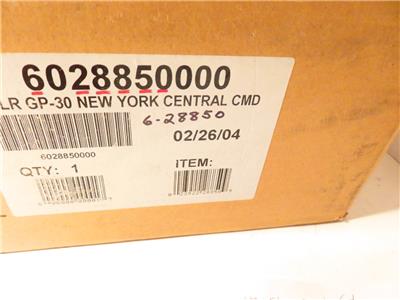 6028850000
LR GP-30 NEW YORK CENTRAL CMD
6-28850
02/26/04
6028850000
QTY: 1
ITEM: